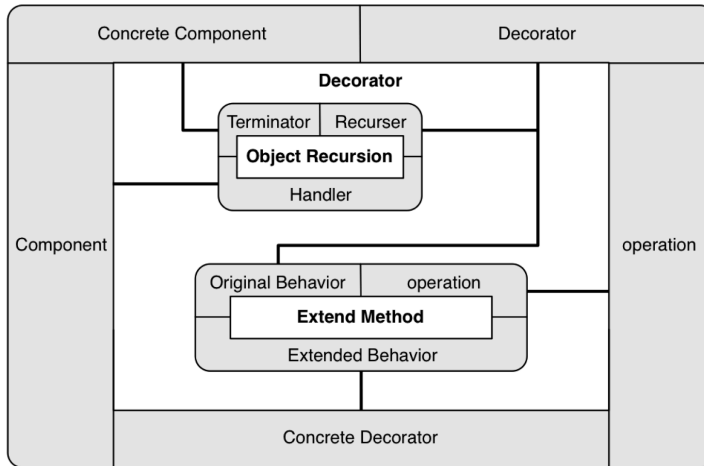 Concrete Component
Decorator
Decorator
Terminator
Recurser
Object Recursion
Handler
Component
operation
Original Behavior
operation
Extend Method
Extended Behavior
Concrete Decorator